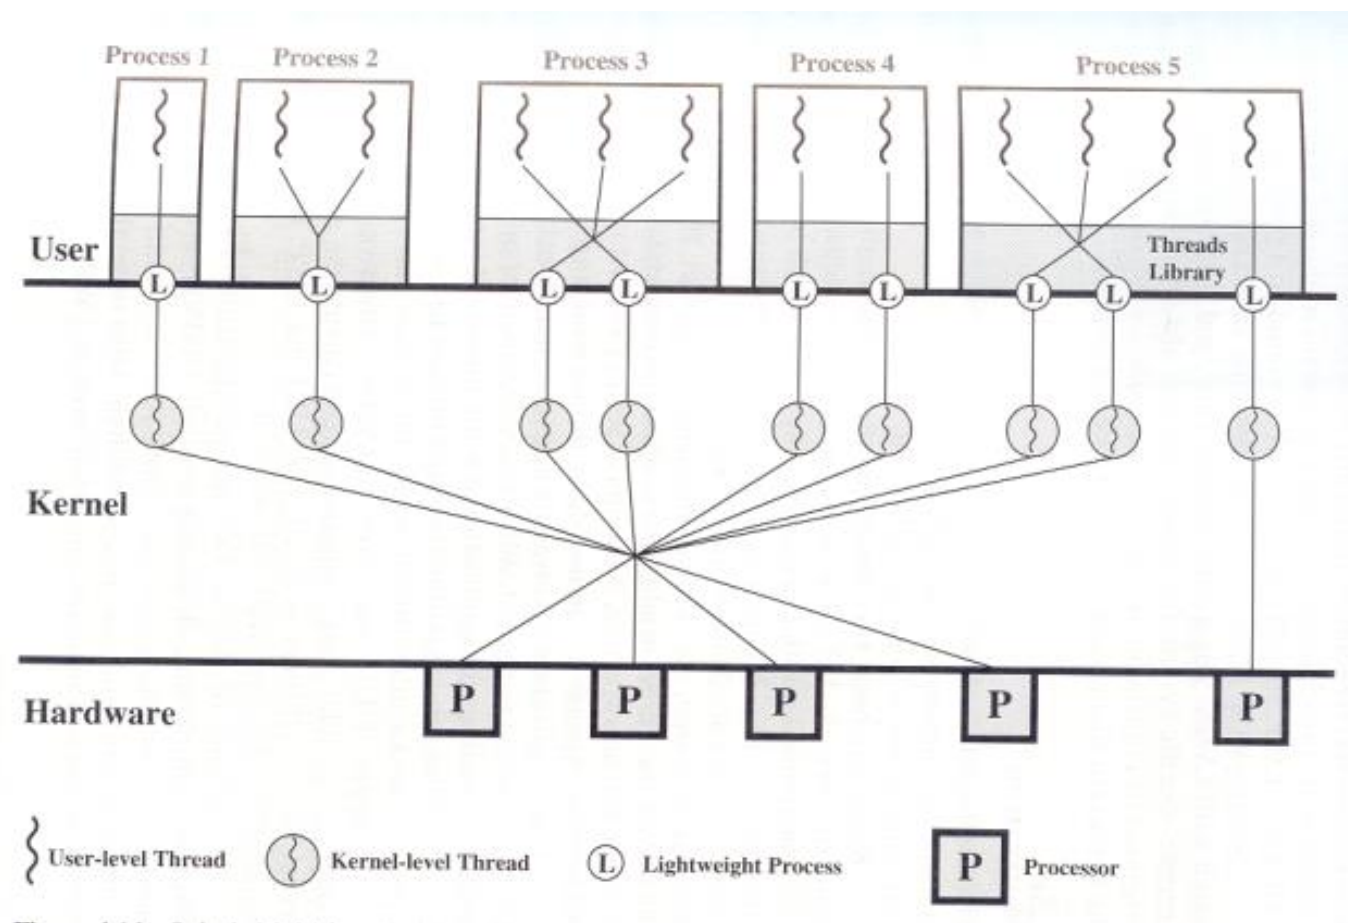 Process 1 Process 2 Process 3 Process 4 Process 5
Threads
Library
User
L L L L L L L L L
Kernel
Hardware
P P P P P
User-level Thread
Kernel-level Thread
L Lightweight Process
P Processor